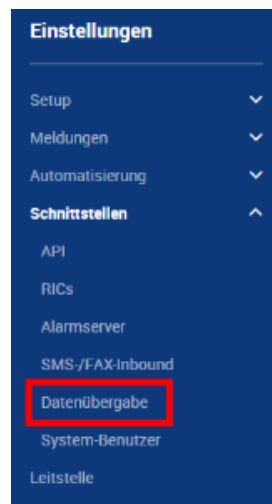 Einstellungen
Setup
Meldungen
Automatisierung
Schnittstellen
API
RICs
Alarmserver
SMS-/FAX-Inbound
Datenübergabe
System-Benutzer
Leitstelle